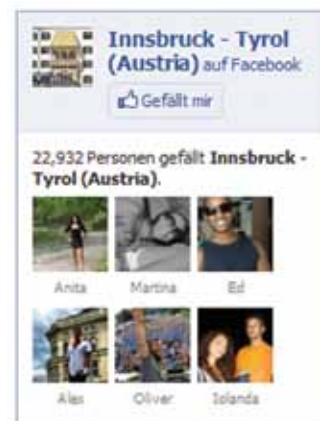 Innsbruck - Tyrol
(Austria) auf Facebook
Gefällt mir
22,932 Personen gefällt Innsbruck -
Tyrol (Austria).
Anita Martina Ed
Alex Oliver Iolanda